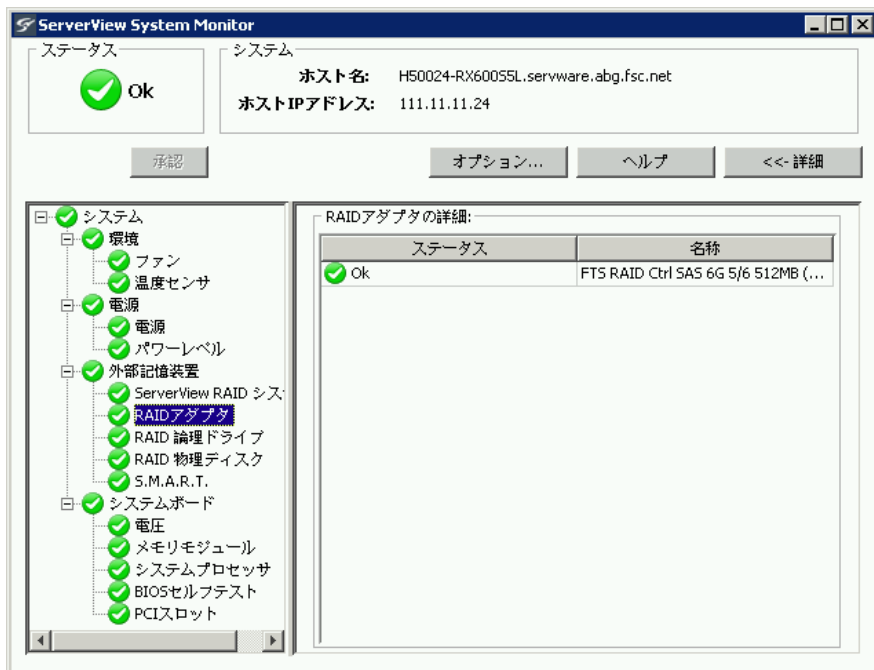 ServerView System Monitor
ステータス
Ok
システム
ホスト名: H50024-RX600S5L.servware.abg.fsc.net
ホストIPアドレス: 111.11.11.24
承認
オプション...
ヘルプ
<<- 詳細
システム
環境
ファン
温度センサ
電源
電源
パワーレベル
外部記憶装置
ServerView RAID シス
RAIDアダプタ
RAID 論理ドライブ
RAID 物理ディスク
S.M.A.R.T.
システムボード
電圧
メモリモジュール
システムプロセッサ
BIOSセルフテスト
PCIスロット
RAIDアダプタの詳細:
ステータス 名称
Ok FTS RAID Ctrl SAS 6G 5/6 512MB (...